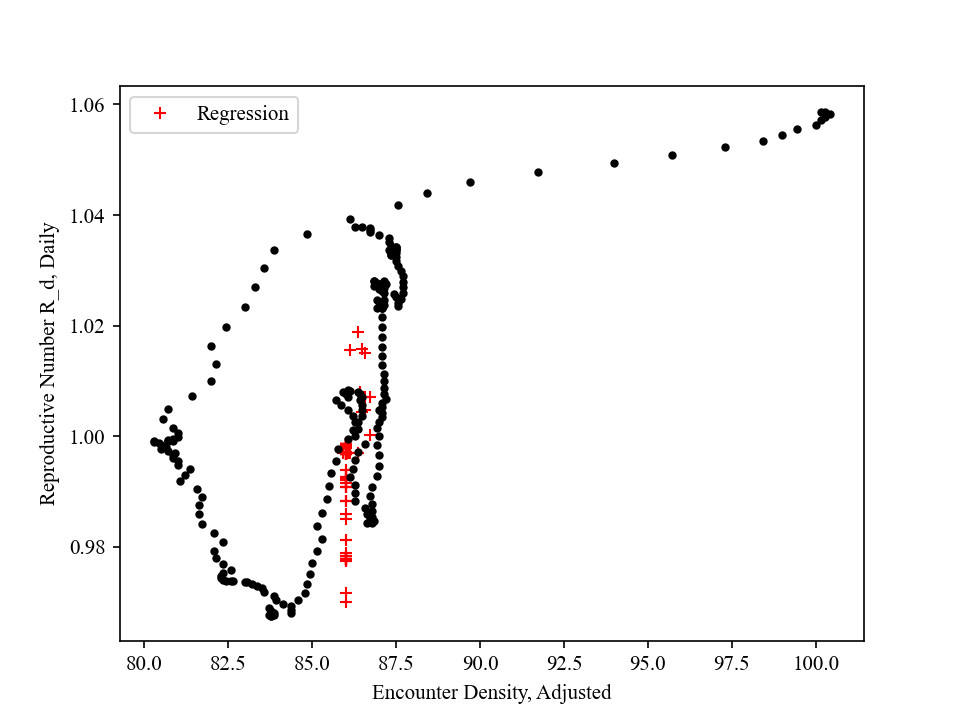 Regression
1.06
1.04
1.02
1.00
0.98
Reproductive Number R_d, Daily
80.0 82.5 85.0 87.5 90.0 92.5 95.0 97.5 100.0
Encounter Density, Adjusted